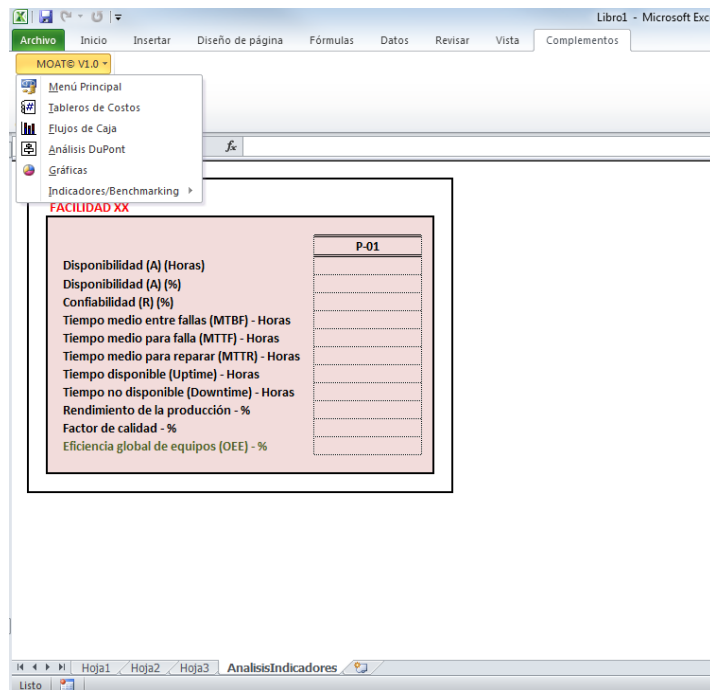 Libro1 - Microsoft Exc
Archivo Inicio Insertar Diseño de página Fórmulas Datos Revisar Vista Complementos
MOAT© V1.0
Menú Principal
Tableros de Costos
Flujos de Caja
Análisis DuPont
fx
Gráficas
Indicadores/Benchmarking
FACILIDAD XX
P-01
Disponibilidad (A) (Horas)
Disponibilidad (A) (%)
Confiabilidad (R) (%)
Tiempo medio entre fallas (MTBF) - Horas
Tiempo medio para falla (MTTF) - Horas
Tiempo medio para reparar (MTTR) - Horas
Tiempo disponible (Uptime) - Horas
Tiempo no disponible (Downtime) - Horas
Rendimiento de la producción - %
Factor de calidad - %
Eficiencia global de equipos (OEE) - %
Hoja1 Hoja2 Hoja3 AnalisisIndicadores
Listo